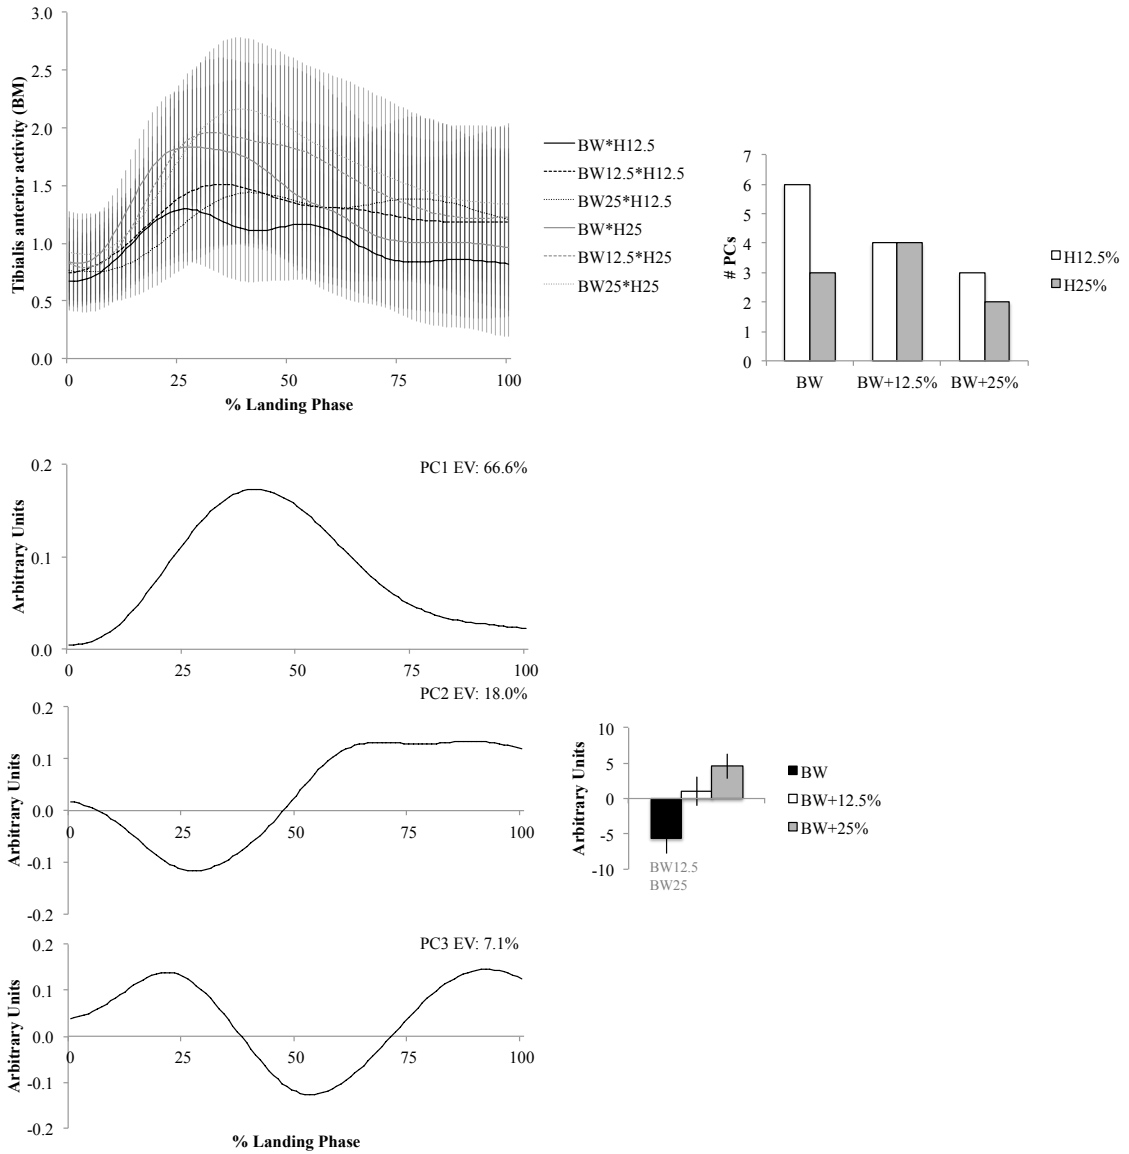 3.0
2.5
2.0
1.5
1.0
0.5
0.0
Tibialis anterior activity (BM)
0 25 50 75 100
% Landing Phase
BW*H12.5
BW12.5*H12.5
BW25*H12.5
BW*H25
BW12.5*H25
BW25*H25
7
6
5
4
3
2
1
0
# PCs
BW BW+12.5% BW+25%
H12.5%
H25%
PC1 EV: 66.6%
0.2
0.1
0.0
Arbitrary Units
0 25 50 75 100
PC2 EV: 18.0%
0.2
0.1
0.0
-0.1
-0.2
Arbitrary Units
0 25 50 75 100
10
5
0
-5
-10
Arbitrary Units
BW12.5
BW25
BW
BW+12.5%
BW+25%
PC3 EV: 7.1%
0.2
0.1
0.0
-0.1
-0.2
Arbitrary Units
0 25 50 75 100
% Landing Phase